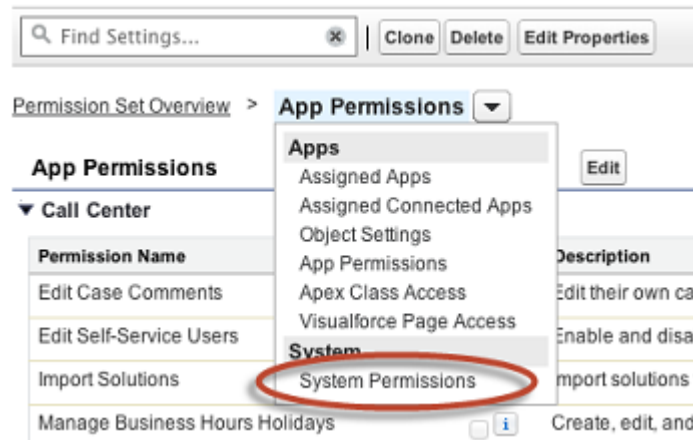 Find Settings...
Clone Delete Edit Properties
Permission Set Overview > App Permissions
Apps
Assigned Apps
Assigned Connected Apps
Object Settings
App Permissions
Apex Class Access
Visualforce Page Access
System
System Permissions
App Permissions Edit
Call Center
Permission Name Description
Edit Case Comments Edit their own ca
Edit Self-Service Users Enable and disa
Import Solutions mport solutions
Manage Business Hours Holidays i Create, edit, and